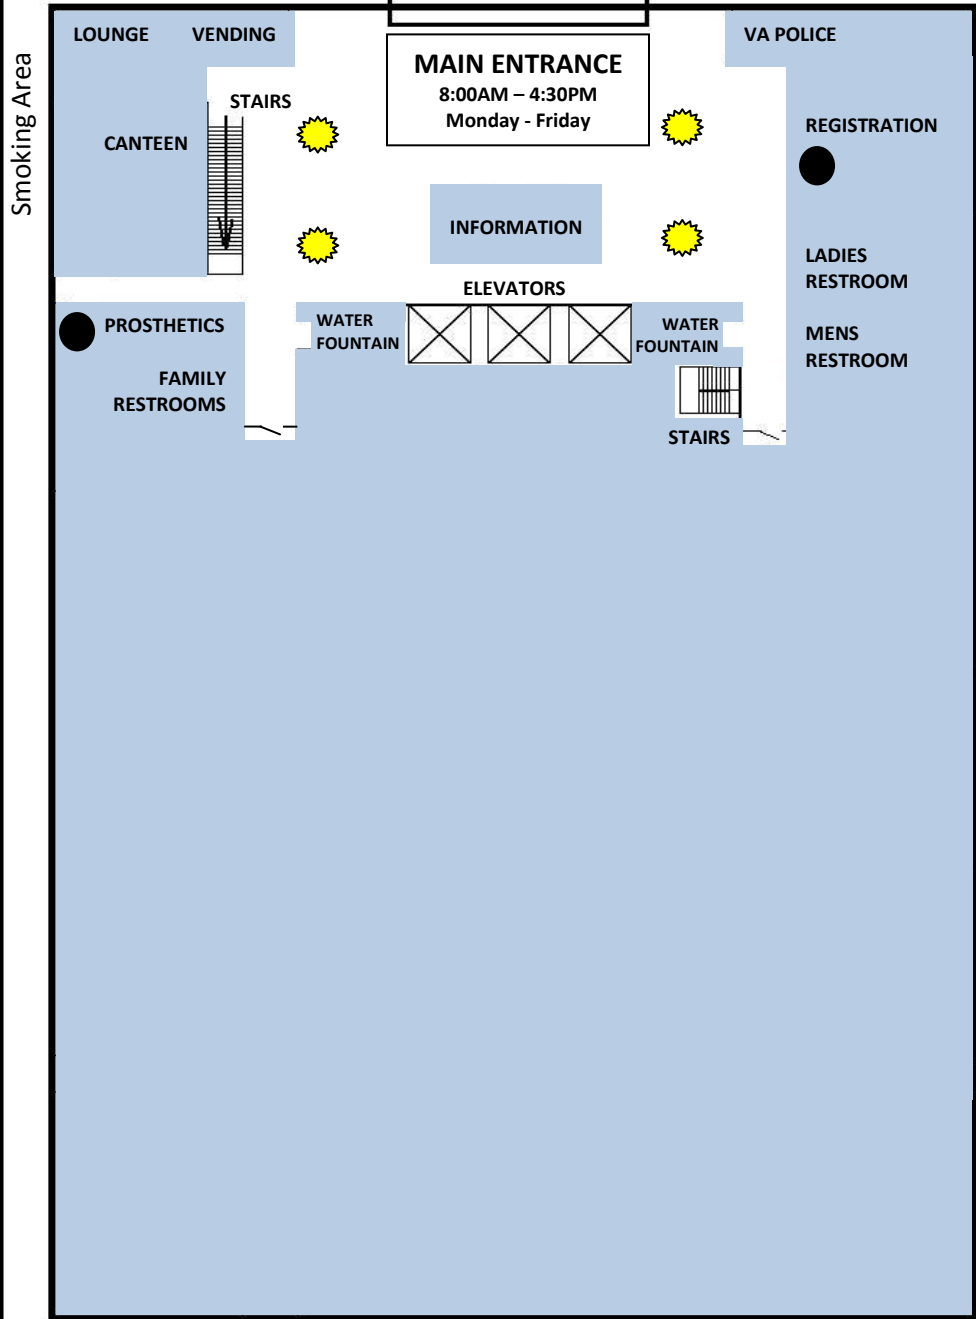 Smoking Area
LOUNGE
VENDING
VA POLICE
MAIN ENTRANCE
8:00AM – 4:30PM
Monday - Friday
STAIRS
CANTEEN
REGISTRATION
INFORMATION
LADIES
RESTROOM
ELEVATORS
PROSTHETICS
WATER
FOUNTAIN
WATER
FOUNTAIN
MENS
RESTROOM
FAMILY
RESTROOMS
STAIRS